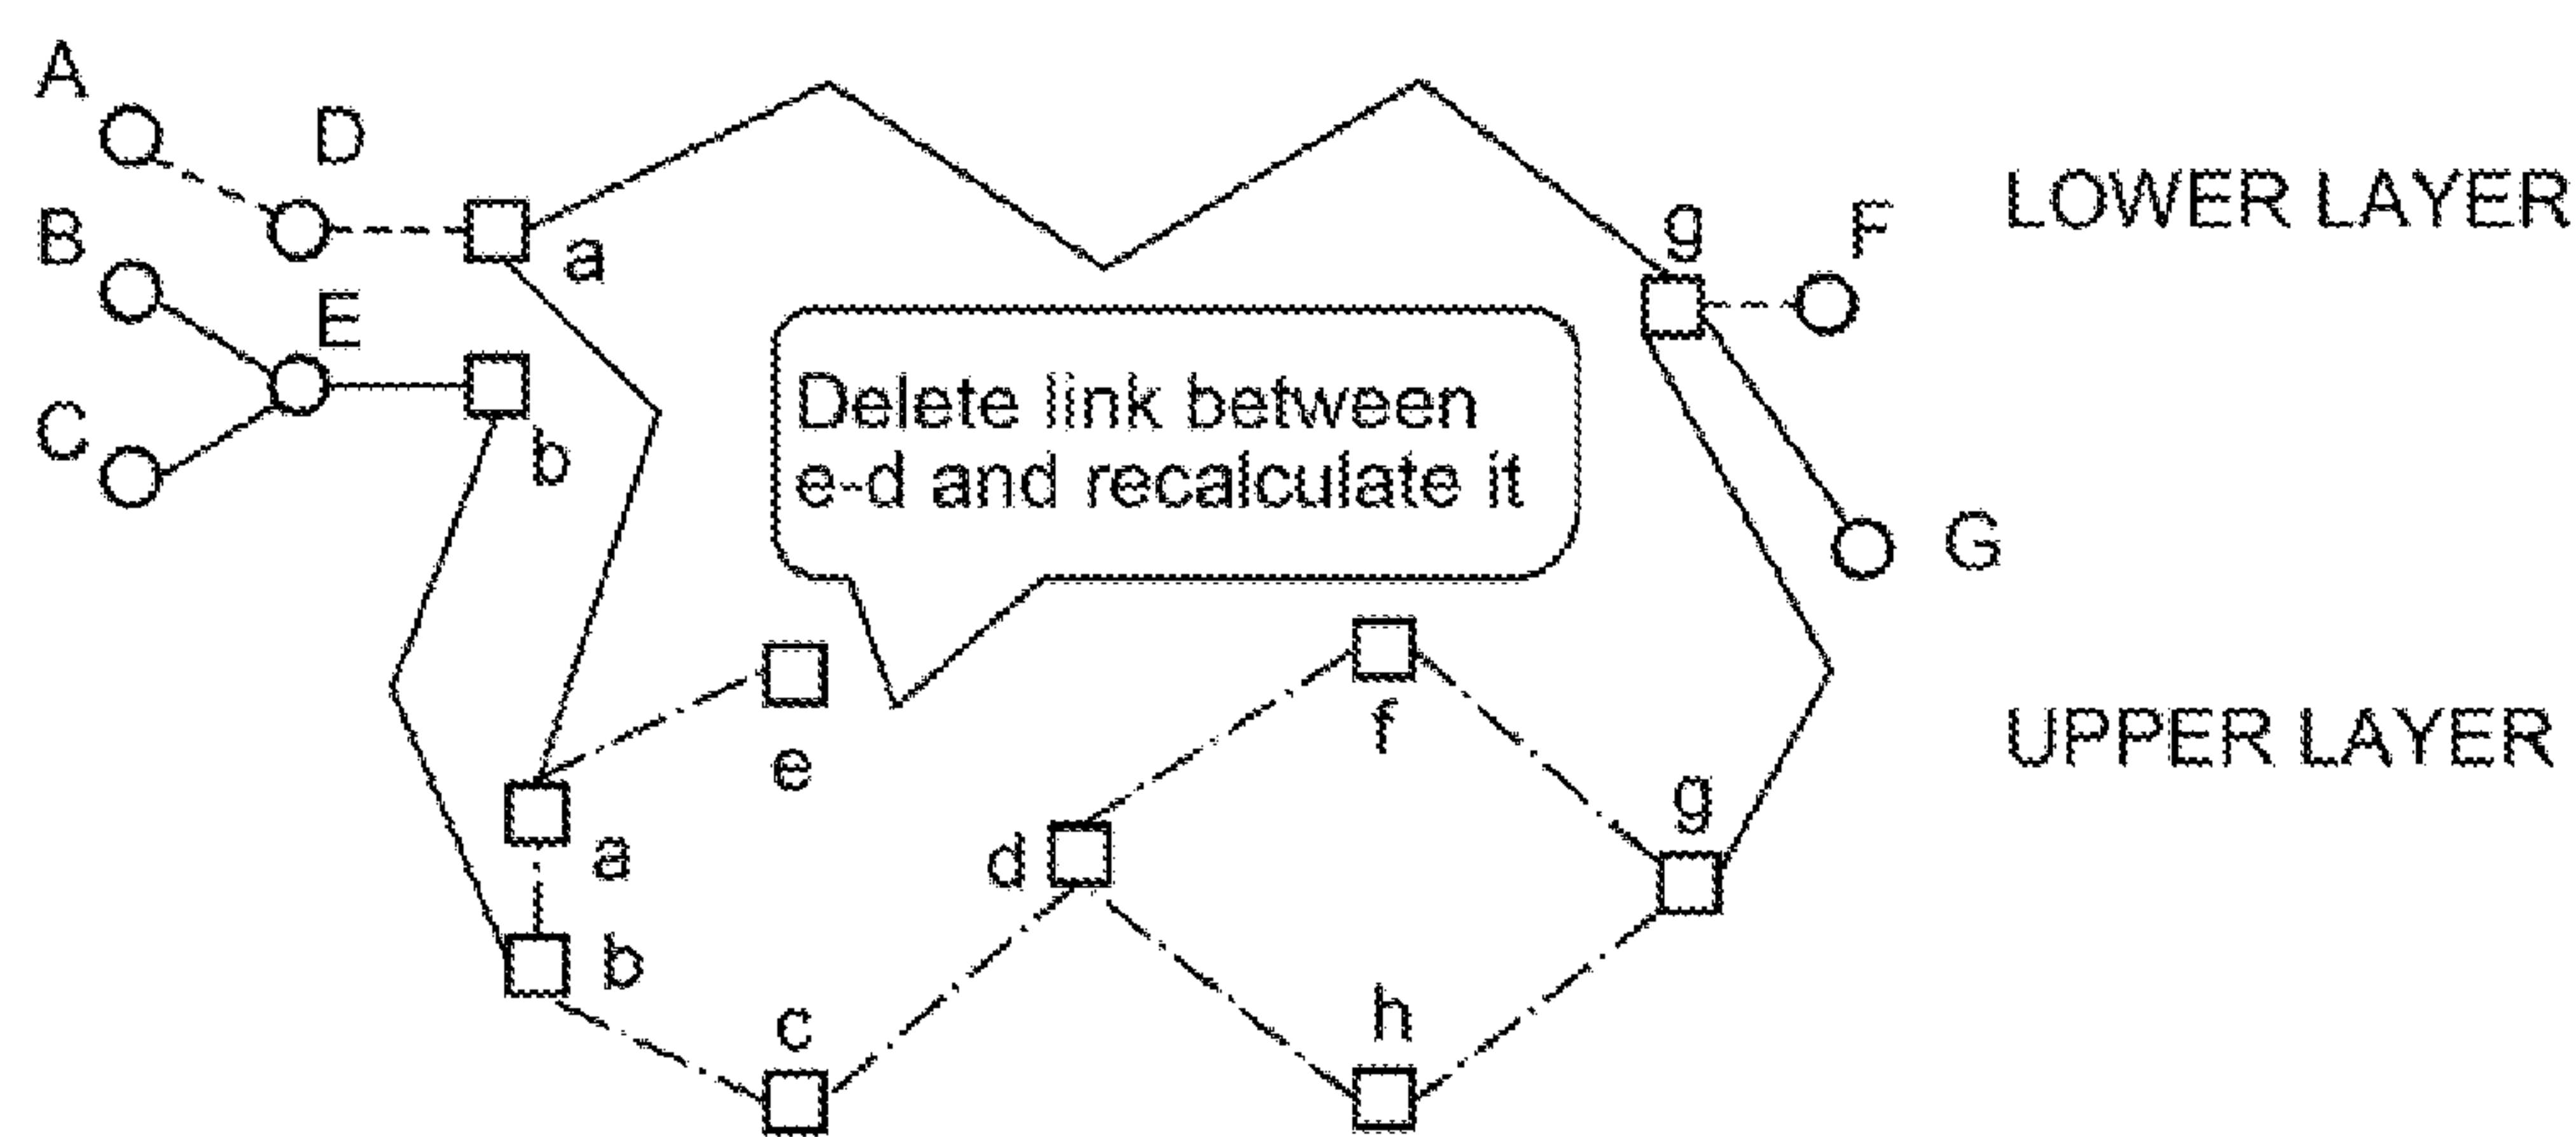 A
D
B
E
C
a
b
g
F
LOWER LAYER
Delete link between
e-d and recalculate it
G
e
f
UPPER LAYER
a
d
g
b
c
h